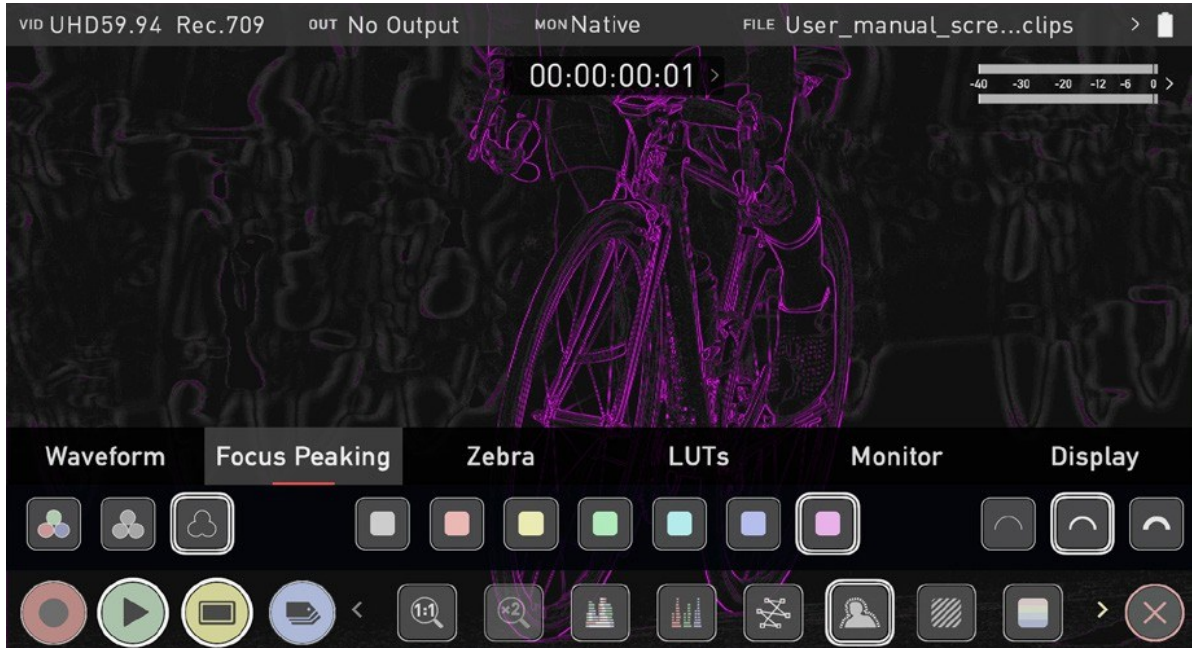 VID UHD59.94 Rec.709 OUT No Output MON Native FILE User_manual_scre...clips >
00:00:00:01 >
-40 -30 -20 -12 -6 0 >
Waveform Focus Peaking Zebra LUTs Monitor Display
< 1:1 ×2 >